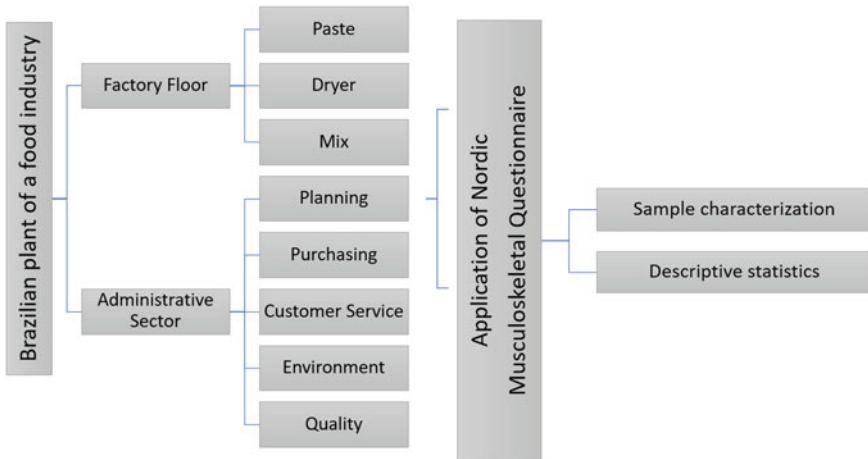 Brazilian plant of a food industry
Factory Floor
Administrative
Sector
Paste
Dryer
Mix
Planning
Purchasing
Customer Service
Environment
Quality
Application of Nordic
Musculoskeletal Questionnaire
Sample characterization
Descriptive statistics